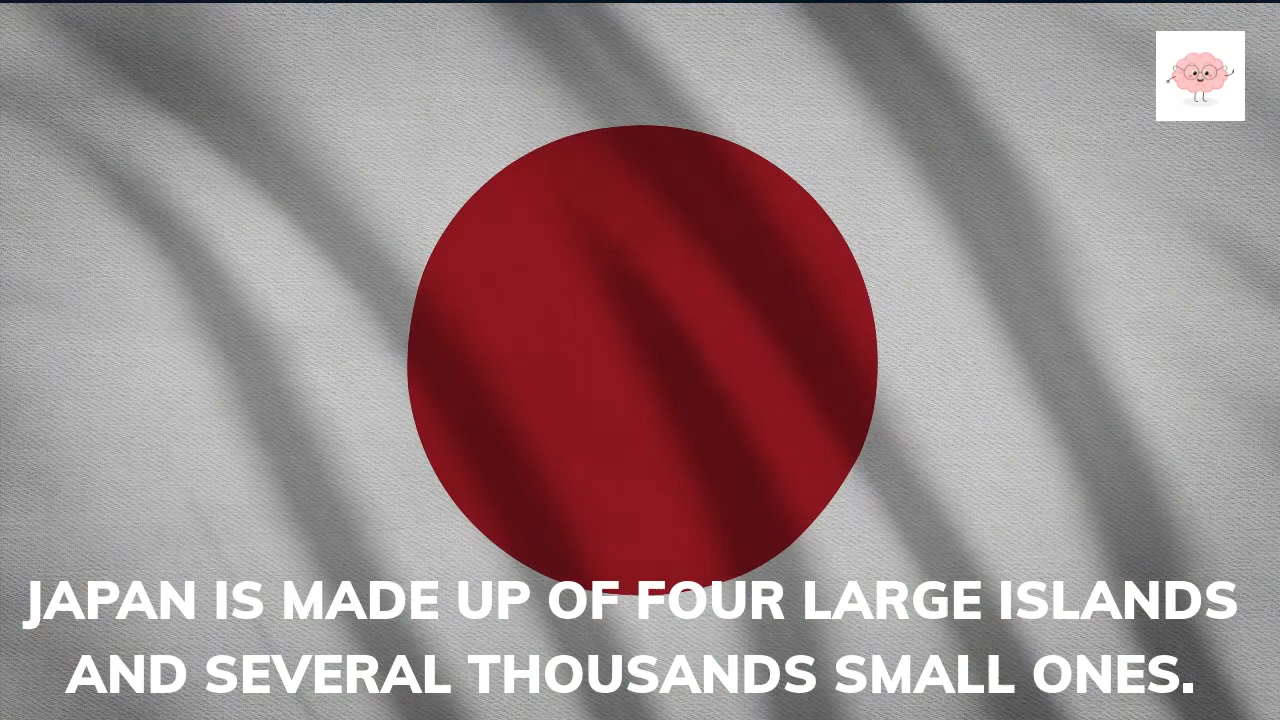 JAPAN IS MADE UP OF FOUR LARGE ISLANDS
AND SEVERAL THOUSANDS SMALL ONES.